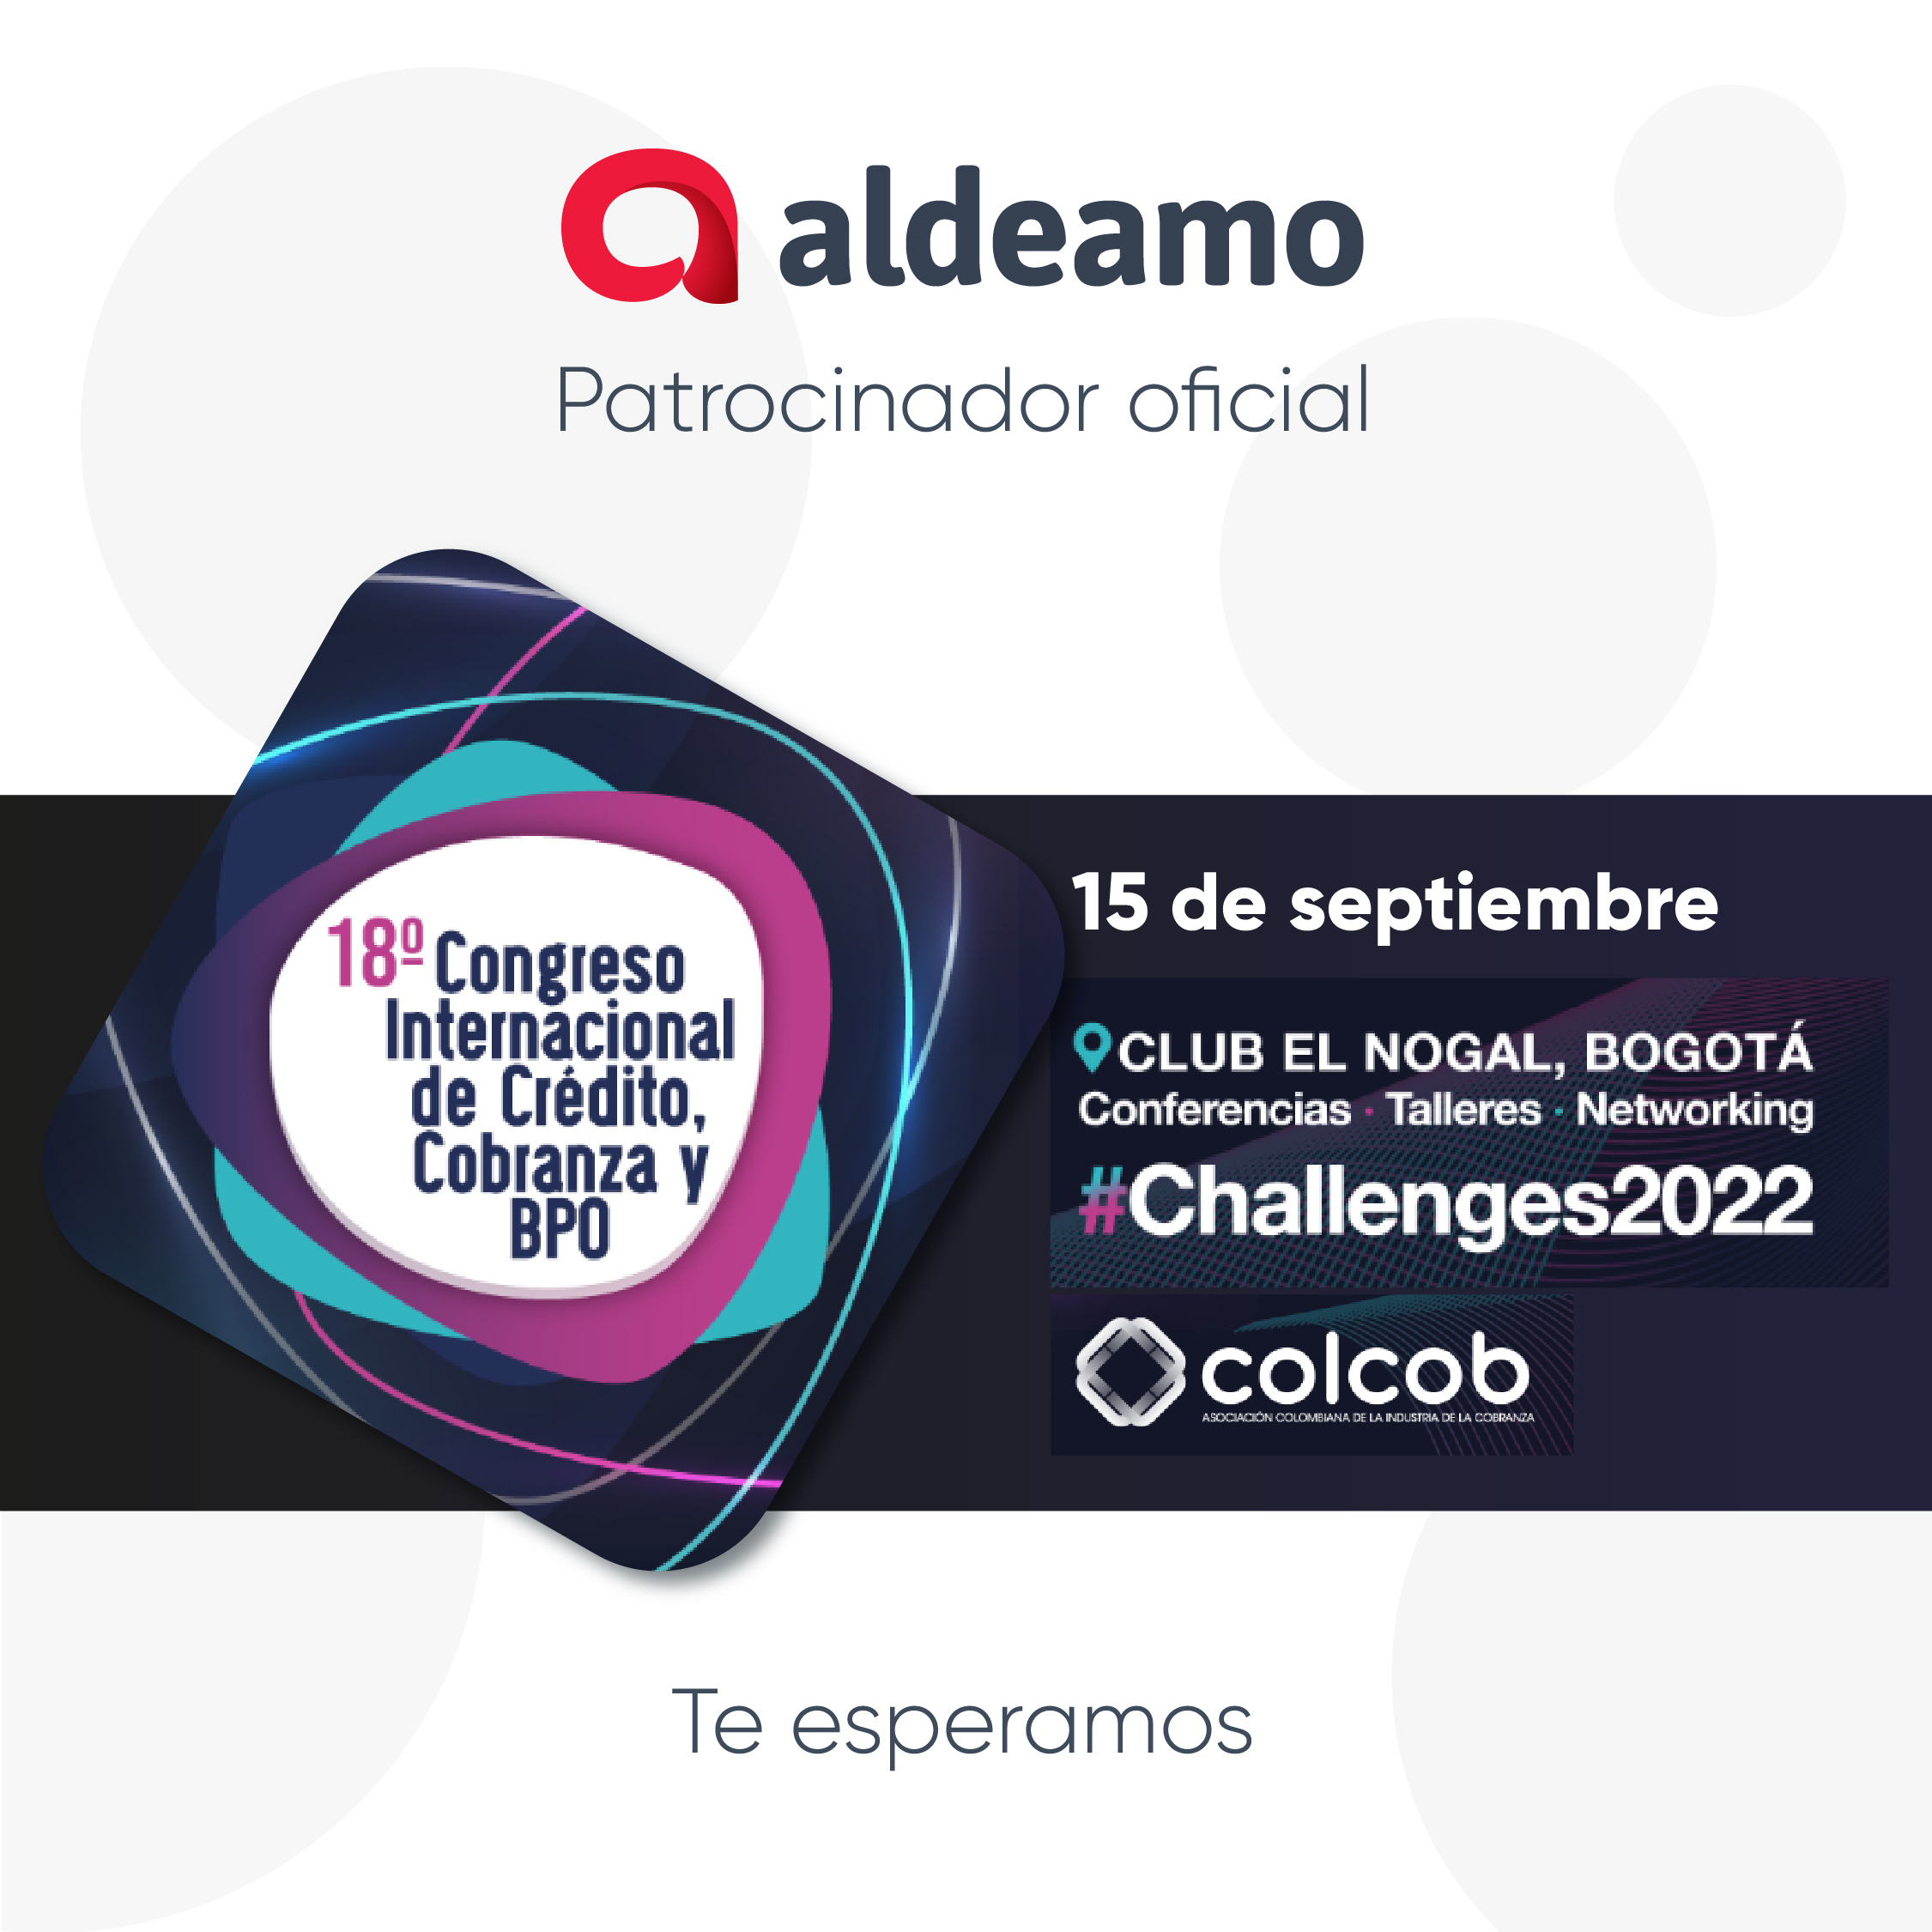 aldeamo
Patrocinador oficial
18º Congreso
Internacional
de Crédito,
Cobranza y
BPO
15 de septiembre
CLUB EL NOGAL, BOGOTÁ
Conferencias · Talleres · Networking
#Challenges2022
colcob
ASOCIACIÓN COLOMBIANA DE LA INDUSTRIA DE LA COBRANZA
Te esperamos